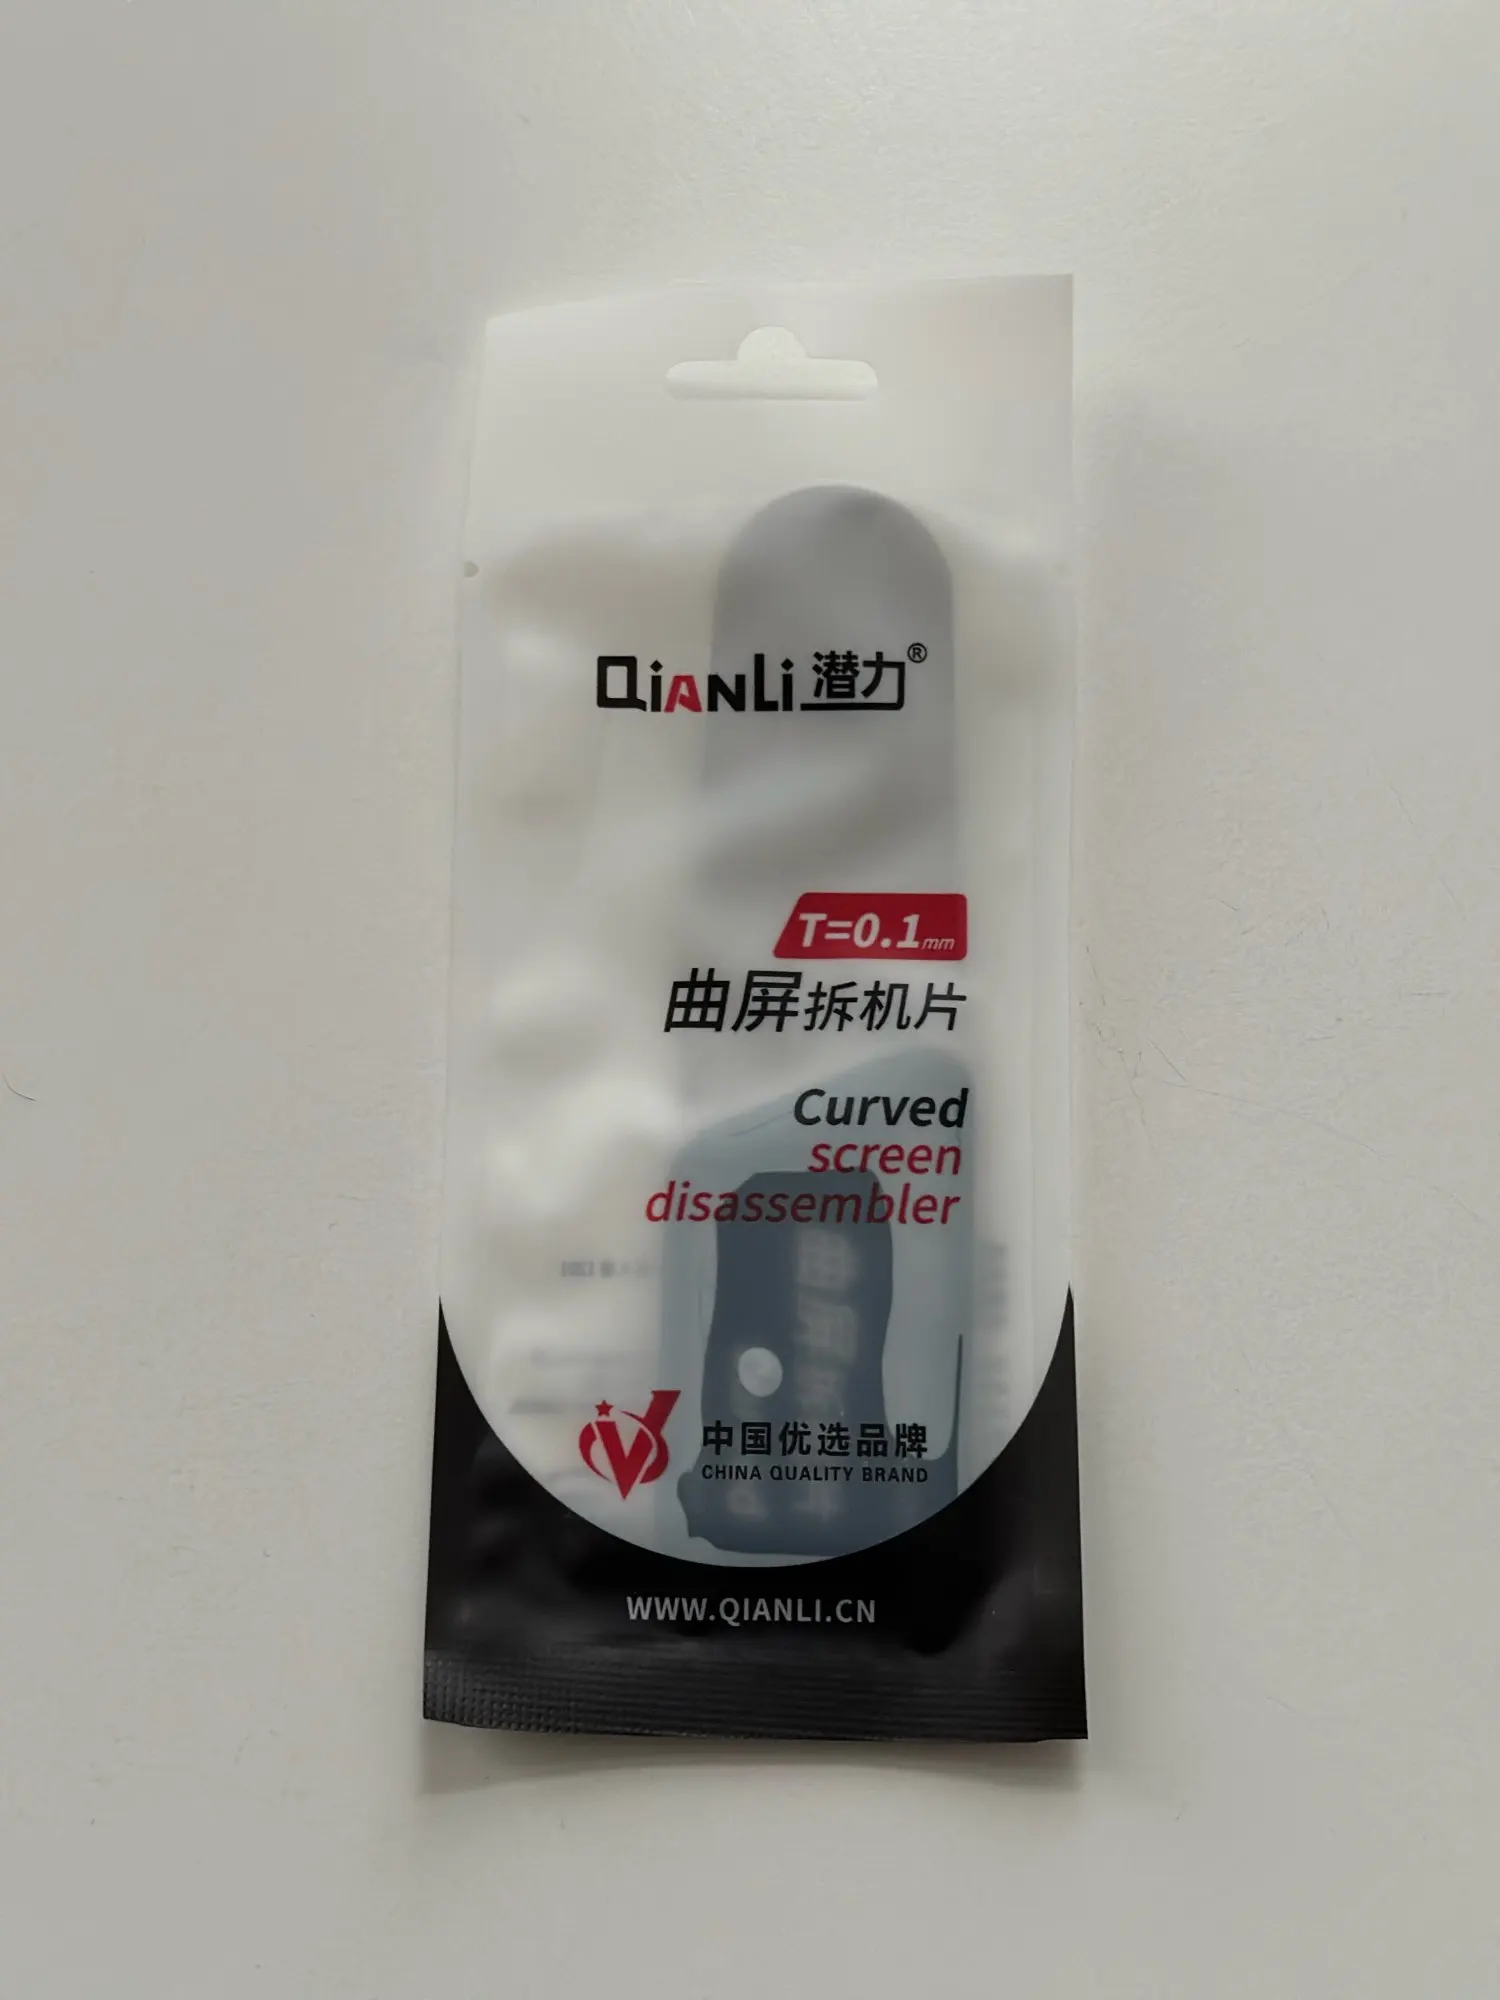 QiANLi 潜力®
T=0.1mm
曲屏拆机片
Curved
screen
disassembler
中国优选品牌
CHINA QUALITY BRAND
WWW.QIANLI.CN